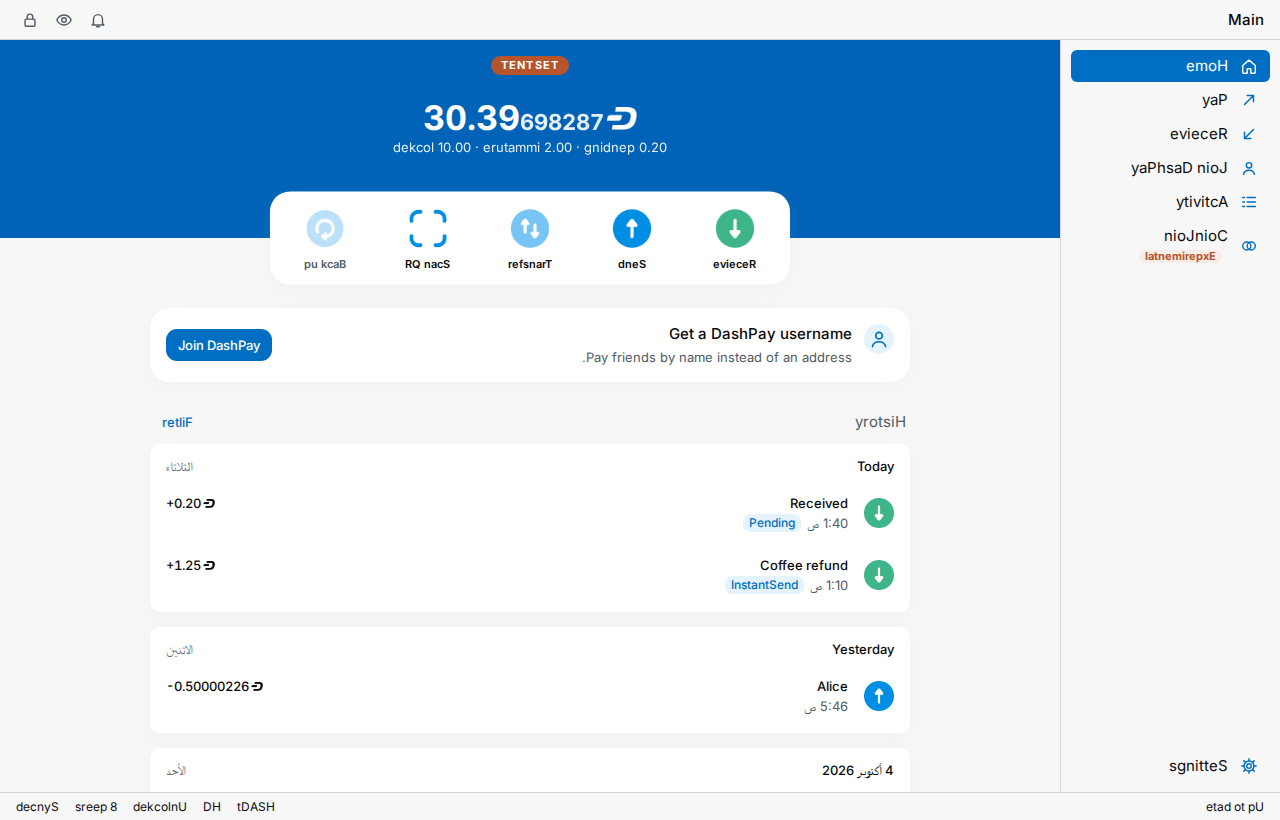 Main
emoH
yaP
evieceR
yaPhsaD nioJ
ytivitcA
nioJnioC
latnemirepxE
sgnitteS
TENTSET
30.39698287
dekcol 10.00 · erutammi 2.00 · gnidnep 0.20
evieceR
dneS
refsnarT
RQ nacS
pu kcaB
Get a DashPay username
Pay friends by name instead of an address.
Join DashPay
yrotsiH
retliF
Today
الثلاثاء
Received
+0.20
1:40 ص
Pending
Coffee refund
+1.25
1:10 ص
InstantSend
Yesterday
الاثنين
Alice
-0.50000226
5:46 ص
4 أكتوبر 2026
الأحد
etad ot pU
decnyS
sreep 8
dekcolnU
DH
tDASH